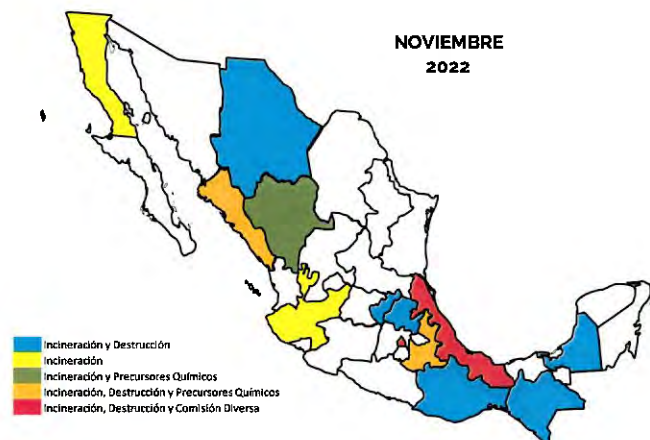 NOVIEMBRE
2022
Incineración y Destrucción
Incineración
Incineración y Precursores Químicos
Incineración, Destrucción y Precursores Químicos
Incineración, Destrucción y Comisión Diversa